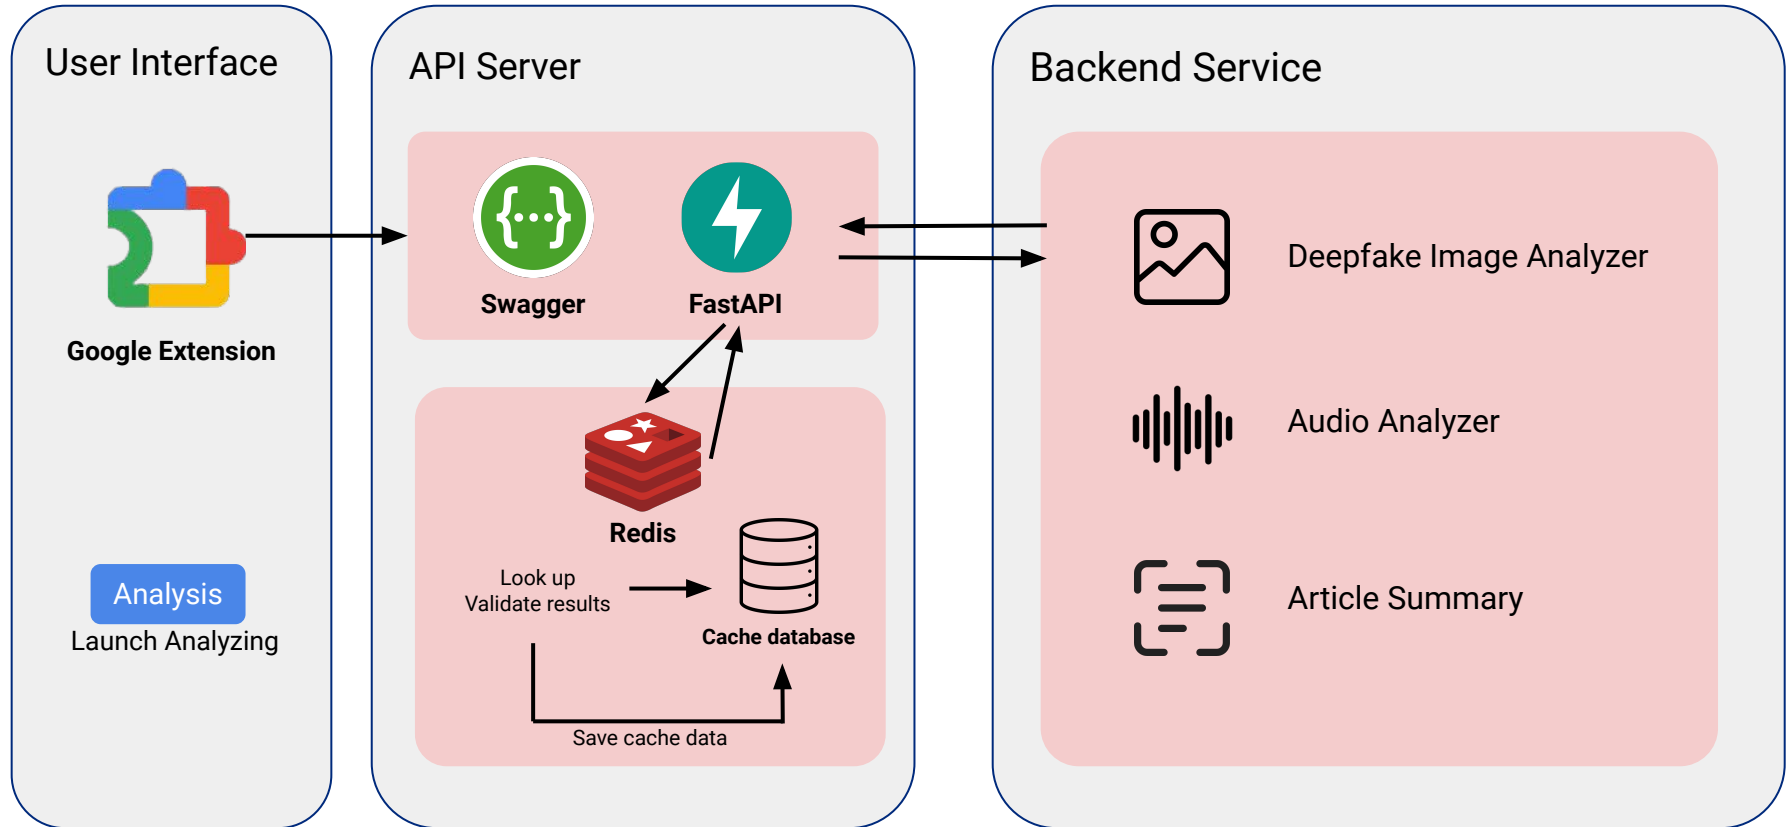 User Interface
Google Extension
Analysis
Launch Analyzing
API Server
Swagger
FastAPI
Redis
Look up
Validate results
Cache database
Save cache data
Backend Service
Deepfake Image Analyzer
Audio Analyzer
Article Summary